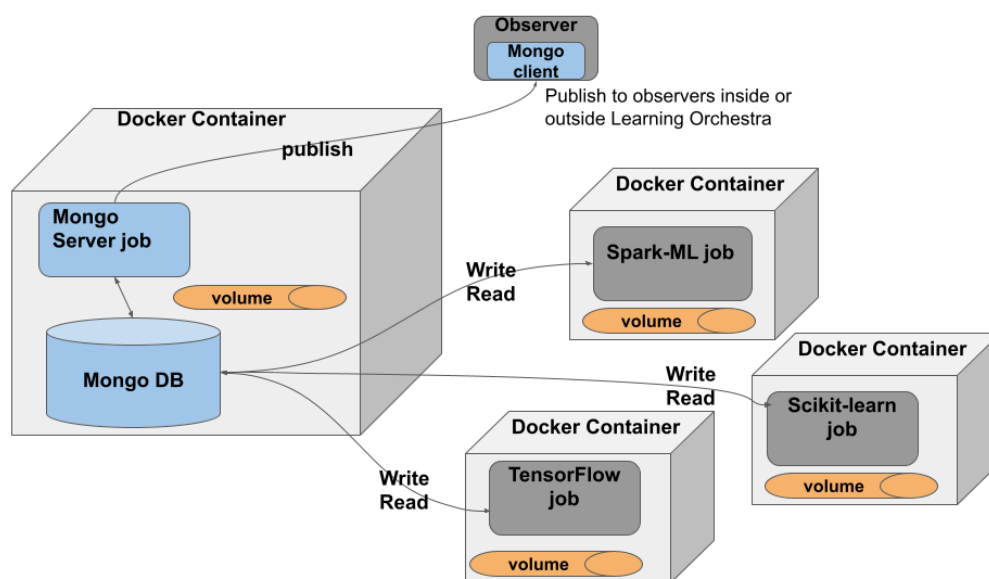 Observer
Mongo
client
Publish to observers inside or
outside Learning Orchestra
Docker Container
publish
Mongo
Server job
volume
Mongo DB
Docker Container
Spark-ML job
volume
Write
Read
Docker Container
Scikit-learn
job
volume
Write
Read
Docker Container
TensorFlow
job
volume
Write
Read